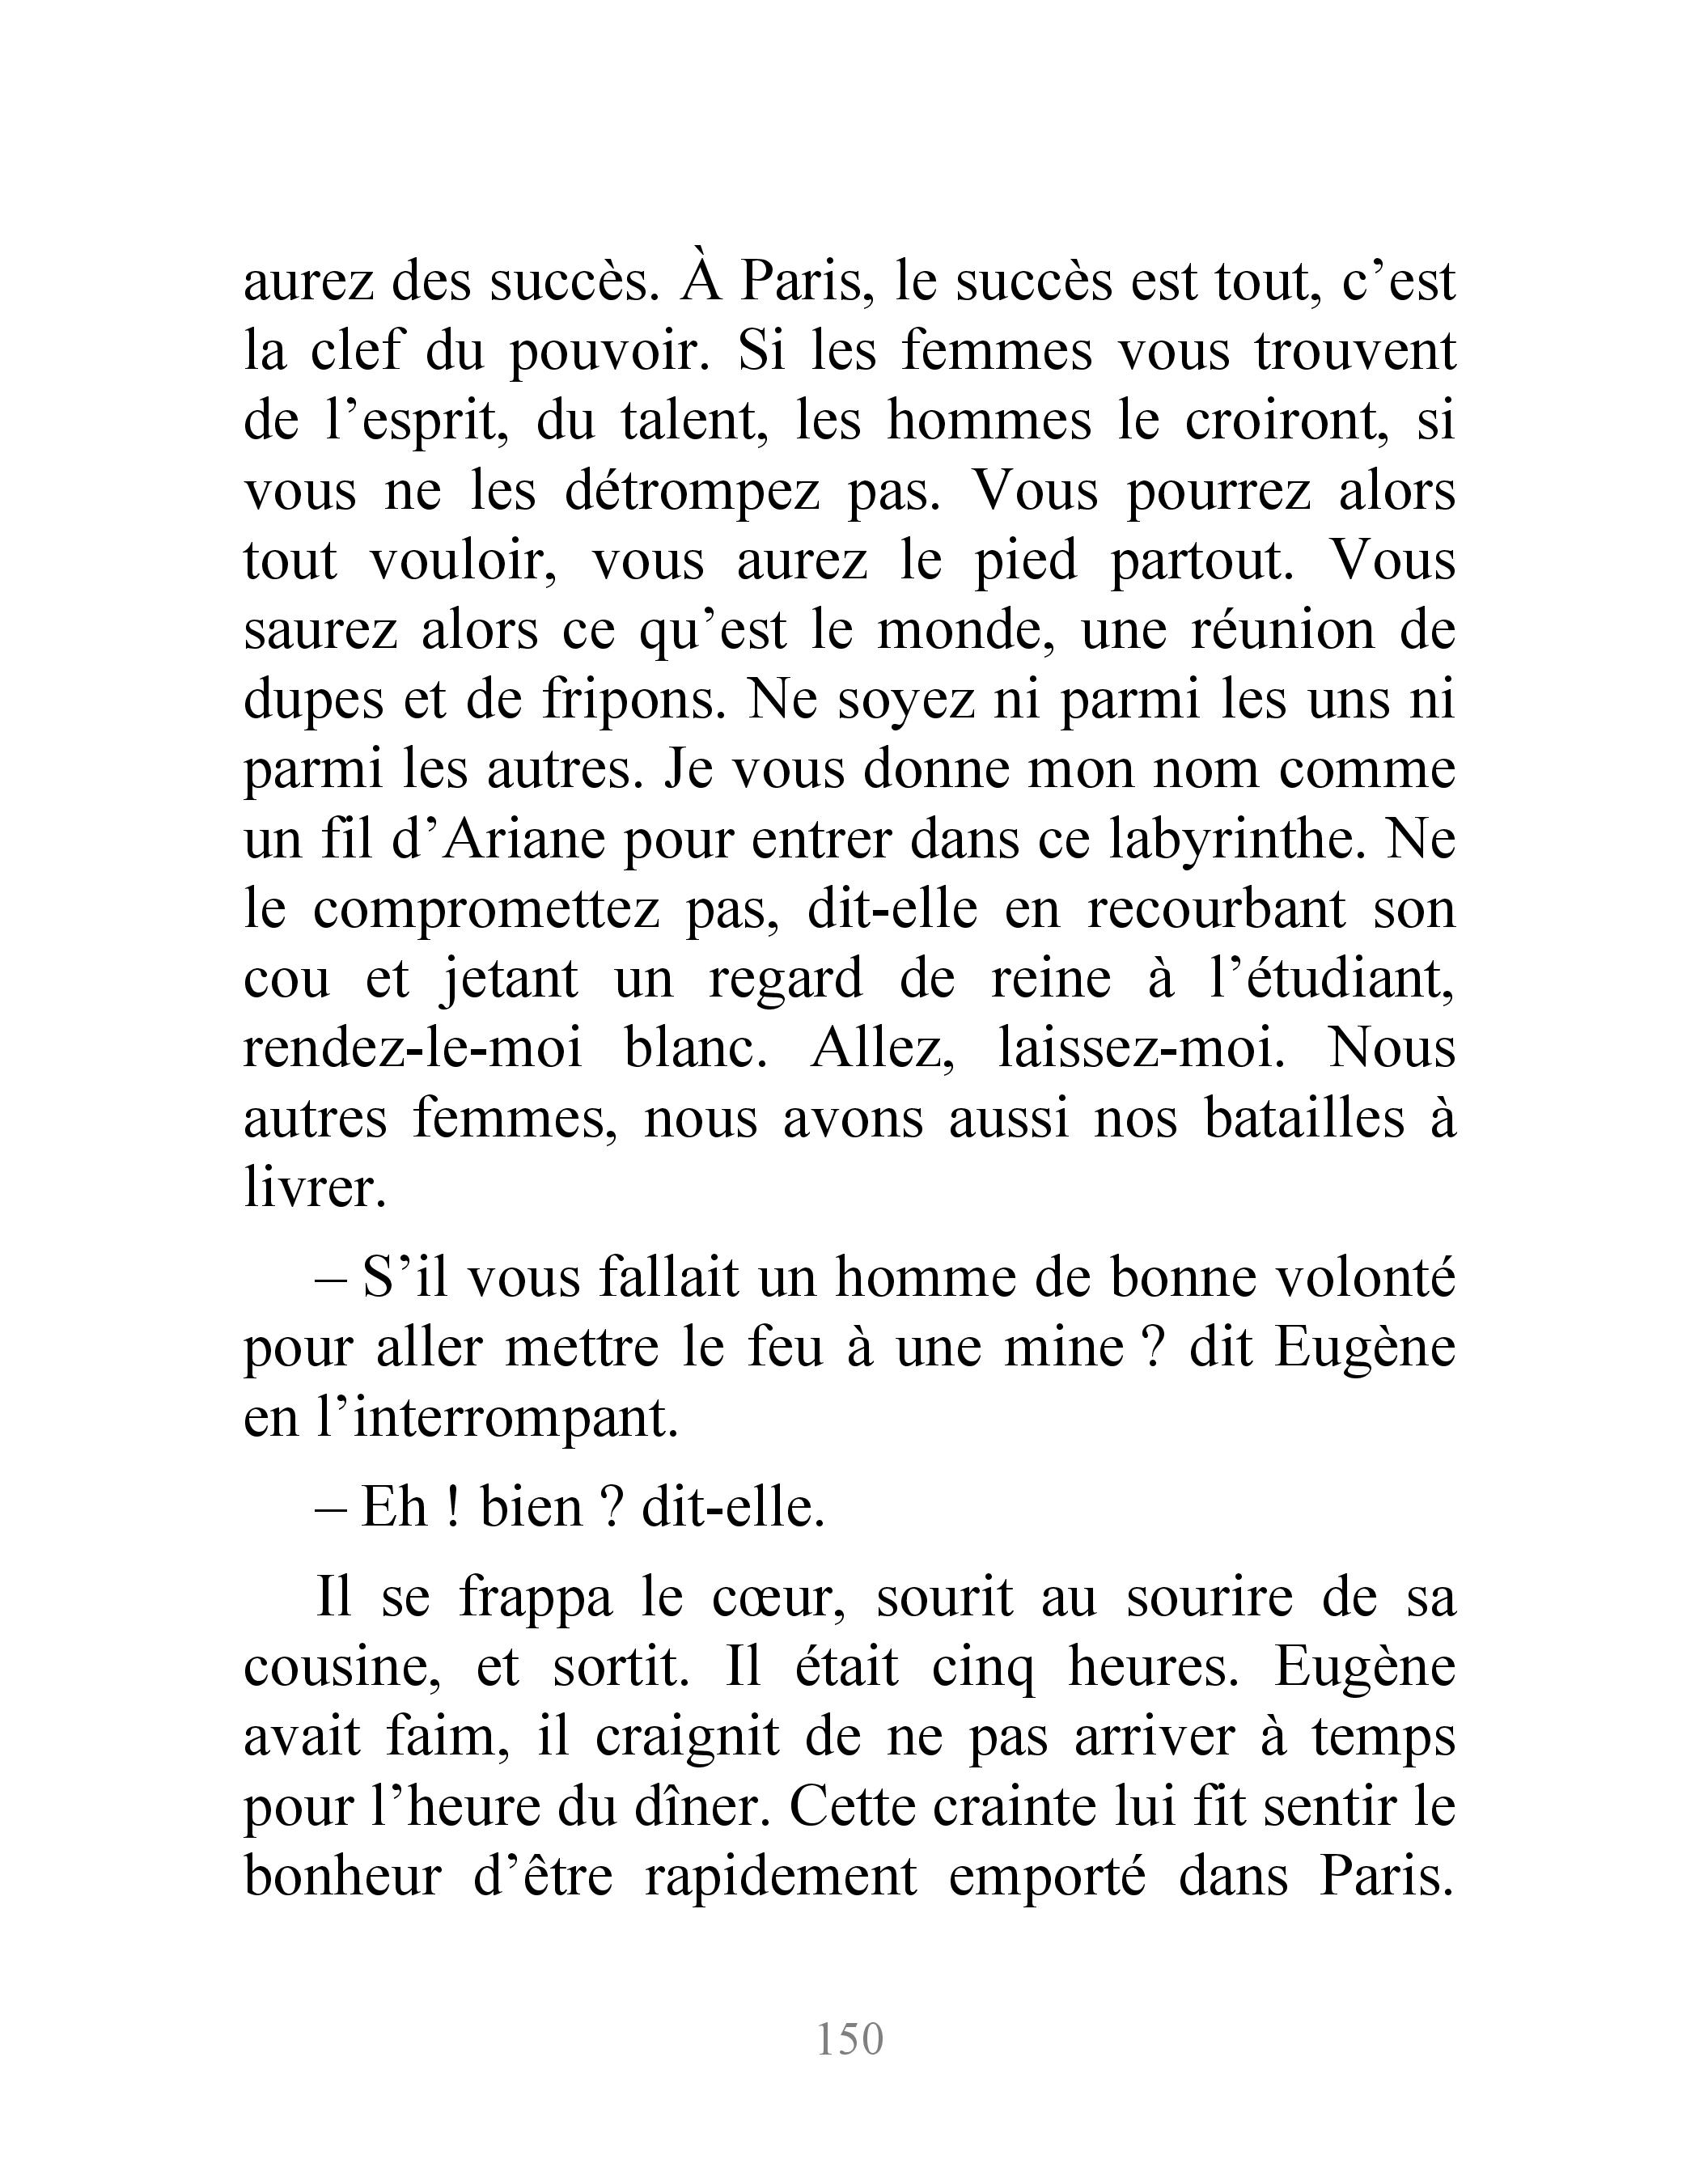 aurez des succès. À Paris, le succès est tout, c’est
la clef du pouvoir. Si les femmes vous trouvent
de l’esprit, du talent, les hommes le croiront, si
vous ne les détrompez pas. Vous pourrez alors
tout vouloir, vous aurez le pied partout. Vous
saurez alors ce qu’est le monde, une réunion de
dupes et de fripons. Ne soyez ni parmi les uns ni
parmi les autres. Je vous donne mon nom comme
un fil d’Ariane pour entrer dans ce labyrinthe. Ne
le compromettez pas, dit-elle en recourbant son
cou et jetant un regard de reine à l’étudiant,
rendez-le-moi blanc. Allez, laissez-moi. Nous
autres femmes, nous avons aussi nos batailles à
livrer.
– S’il vous fallait un homme de bonne volonté
pour aller mettre le feu à une mine ? dit Eugène
en l’interrompant.
– Eh ! bien ? dit-elle.
Il se frappa le cœur, sourit au sourire de sa
cousine, et sortit. Il était cinq heures. Eugène
avait faim, il craignit de ne pas arriver à temps
pour l’heure du dîner. Cette crainte lui fit sentir le
bonheur d’être rapidement emporté dans Paris.
150